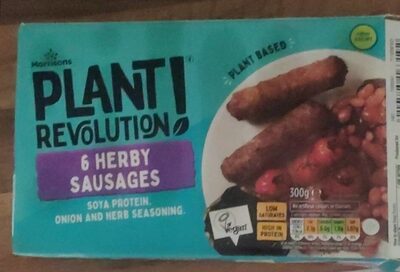 Morrisons
PLANT!
REVOLUTION
PLANT BASED
6 HERBY
SAUSAGES
SOYA PROTEIN,
ONION AND HERB SEASONING.
300g e
LOW
SATURATES
HIGH IN
PROTEIN
Vegan